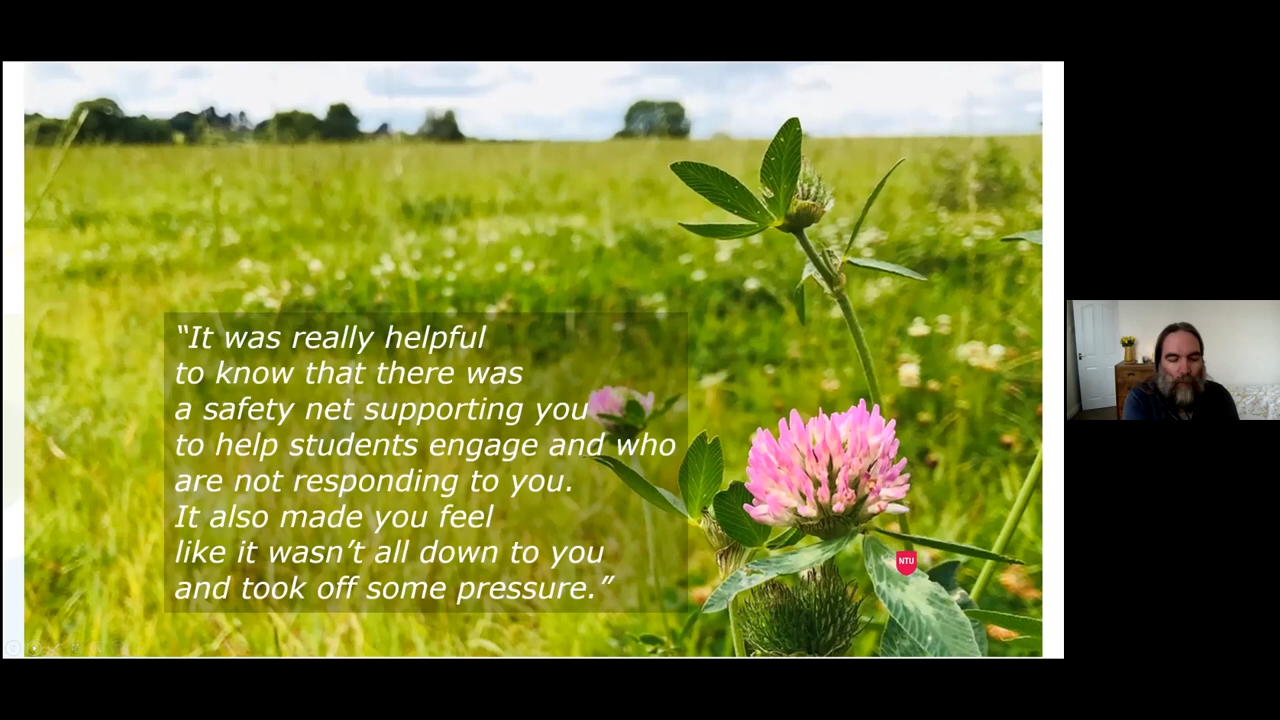 “It was really helpful
to know that there was
a safety net supporting you
to help students engage and who
are not responding to you.
It also made you feel
like it wasn’t all down to you
and took off some pressure.”
NTU